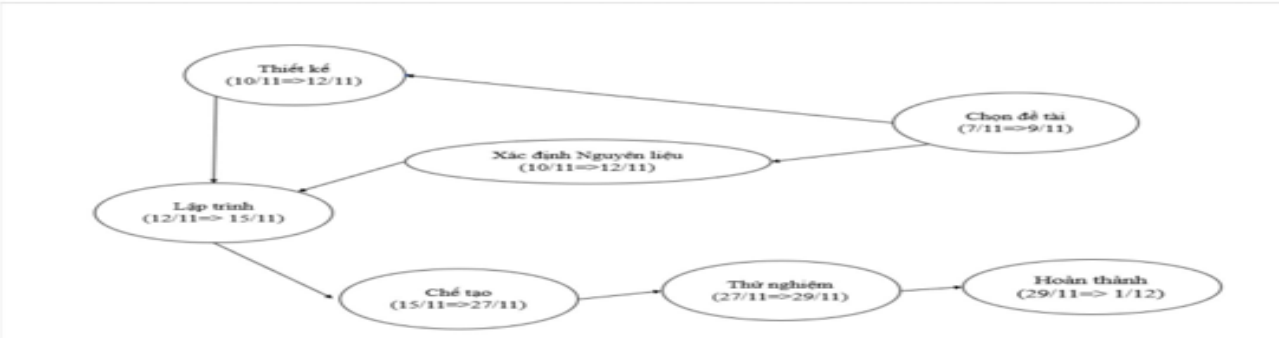 Thiết kế
(10/11=>12/11)
Chọn đề tài
(7/11=>9/11)
Xác định Nguyên liệu
(10/11=>12/11)
Lập trình
(12/11=> 15/11)
Chế tạo
(15/11=>27/11)
Thử nghiệm
(27/11=>29/11)
Hoàn thành
(29/11=> 1/12)